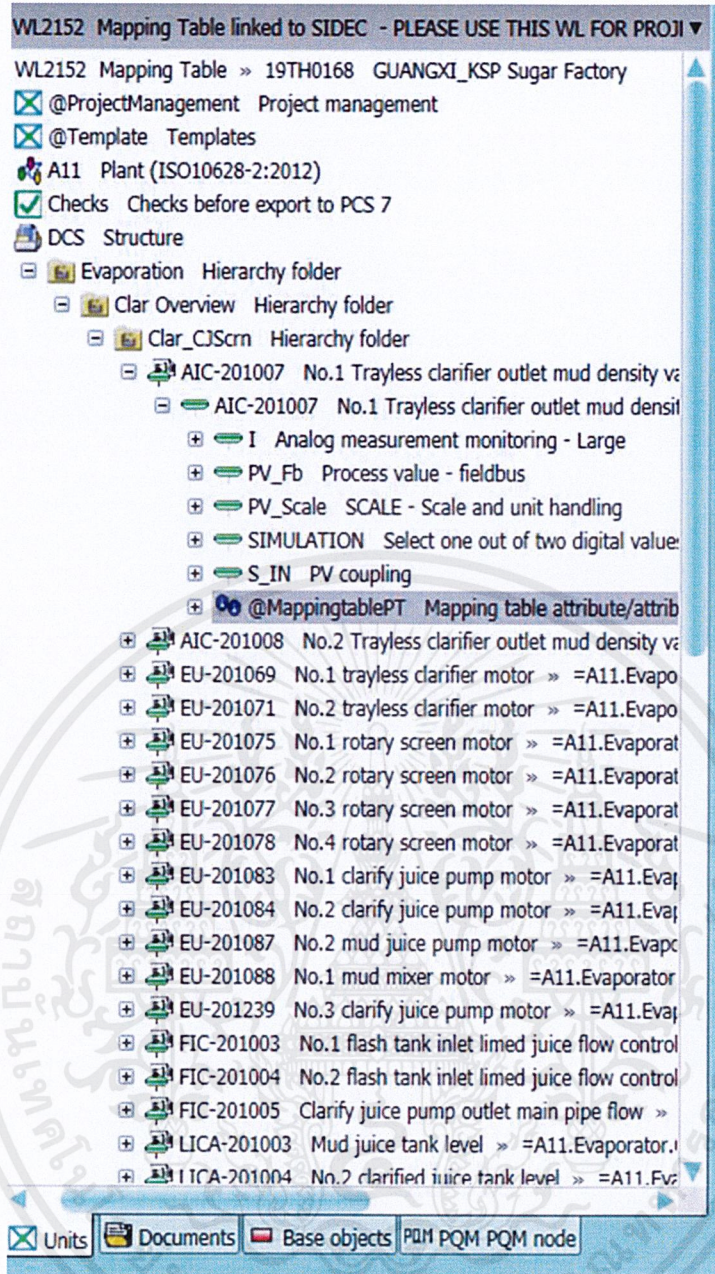 WL2152 Mapping Table linked to SIDEC - PLEASE USE THIS WL FOR PROJI
WL2152 Mapping Table » 19TH0168 GUANGXI_KSP Sugar Factory
@ProjectManagement Project management
@Template Templates
A11 Plant (ISO10628-2:2012)
Checks Checks before export to PCS 7
DCS Structure
Evaporation Hierarchy folder
Clar Overview Hierarchy folder
Clar_CJScrn Hierarchy folder
AIC-201007 No.1 Trayless clarifier outlet mud density va
AIC-201007 No.1 Trayless clarifier outlet mud densit
I Analog measurement monitoring - Large
PV_Fb Process value - fieldbus
PV_Scale SCALE - Scale and unit handling
SIMULATION Select one out of two digital values
S_IN PV coupling
@MappingtablePT Mapping table attribute/attrib
AIC-201008 No.2 Trayless clarifier outlet mud density va
EU-201069 No.1 trayless clarifier motor » =A11.Evapo
EU-201071 No.2 trayless clarifier motor » =A11.Evapo
EU-201075 No.1 rotary screen motor » =A11.Evaporat
EU-201076 No.2 rotary screen motor » =A11.Evaporat
EU-201077 No.3 rotary screen motor » =A11.Evaporat
EU-201078 No.4 rotary screen motor » =A11.Evaporat
EU-201083 No.1 clarify juice pump motor » =A11.Evap
EU-201084 No.2 clarify juice pump motor » =A11.Evap
EU-201087 No.2 mud juice pump motor » =A11.Evapo
EU-201088 No.1 mud mixer motor » =A11.Evaporator
EU-201239 No.3 clarify juice pump motor » =A11.Evap
FIC-201003 No.1 flash tank inlet limed juice flow control
FIC-201004 No.2 flash tank inlet limed juice flow control
FIC-201005 Clarify juice pump outlet main pipe flow »
LICA-201003 Mud juice tank level » =A11.Evaporator.
LICA-201004 No.2 clarified juice tank level » =A11.Eva
Units Documents Base objects PQM PQM PQM node